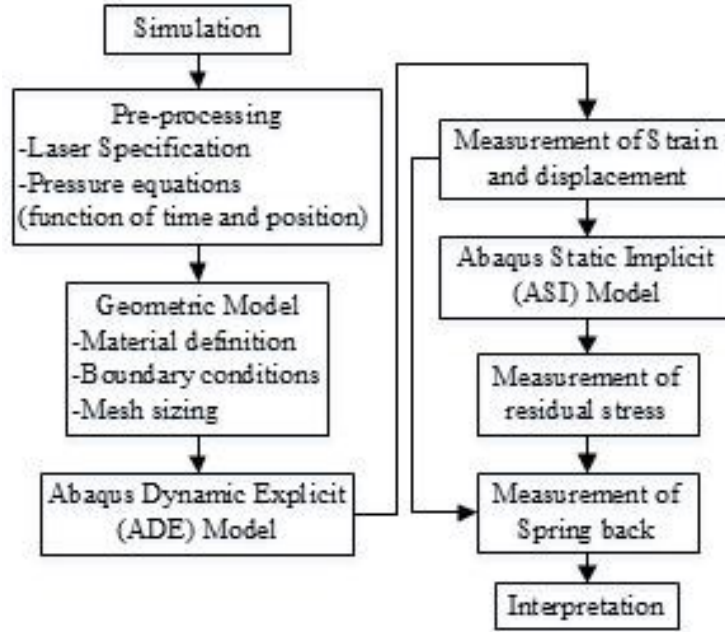 Simulation
Pre-processing
-Laser Specification
-Pressure equations
(function of time and position)
Geometric Model
-Material definition
-Boundary conditions
-Mesh sizing
Abaqus Dynamic Explicit
(ADE) Model
Measurement of Strain
and displacement
Abaqus Static Implicit
(ASI) Model
Measurement of
residual stress
Measurement of
Spring back
Interpretation